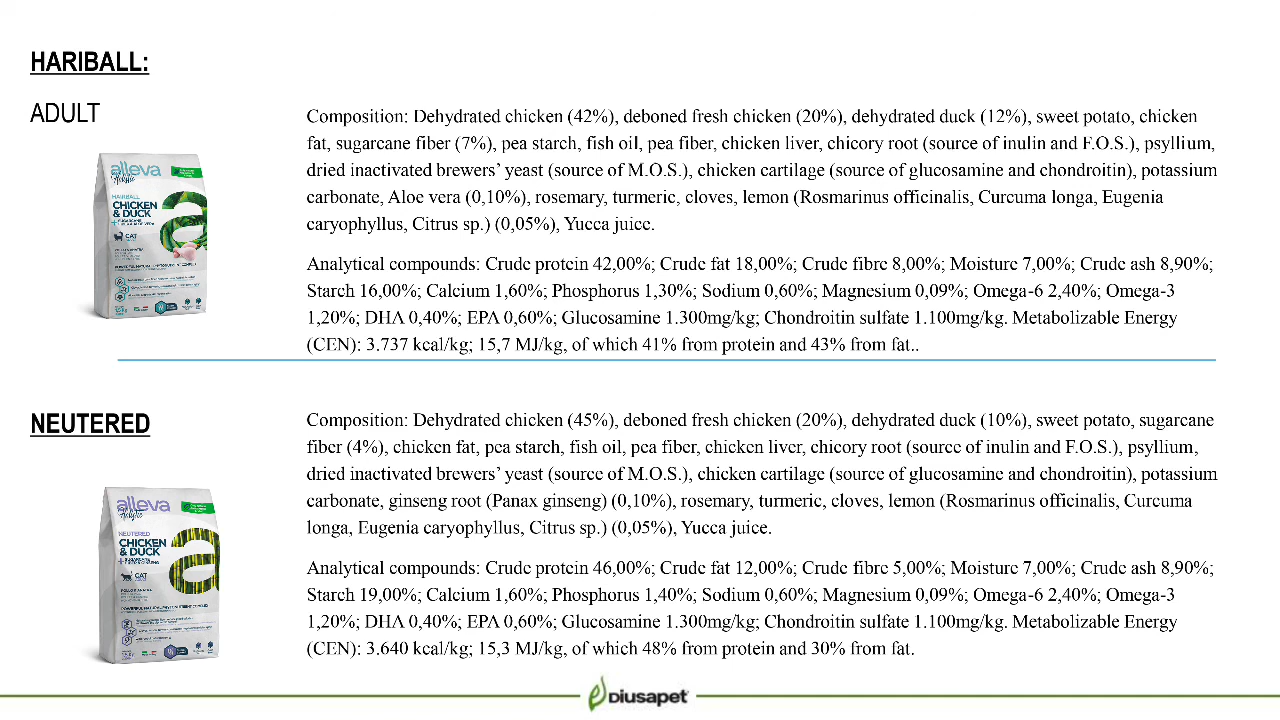 HARIBALL:
ADULT
Composition: Dehydrated chicken (42%), deboned fresh chicken (20%), dehydrated duck (12%), sweet potato, chicken
fat, sugarcane fiber (7%), pea starch, fish oil, pea fiber, chicken liver, chicory root (source of inulin and F.O.S.), psyllium,
dried inactivated brewers’ yeast (source of M.O.S.), chicken cartilage (source of glucosamine and chondroitin), potassium
carbonate, Aloe vera (0,10%), rosemary, turmeric, cloves, lemon (Rosmarinus officinalis, Curcuma longa, Eugenia
caryophyllus, Citrus sp.) (0,05%), Yucca juice.
Analytical compounds: Crude protein 42,00%; Crude fat 18,00%; Crude fibre 8,00%; Moisture 7,00%; Crude ash 8,90%;
Starch 16,00%; Calcium 1,60%; Phosphorus 1,30%; Sodium 0,60%; Magnesium 0,09%; Omega-6 2,40%; Omega-3
1,20%; DHA 0,40%; EPA 0,60%; Glucosamine 1.300mg/kg; Chondroitin sulfate 1.100mg/kg. Metabolizable Energy
(CEN): 3.737 kcal/kg; 15,7 MJ/kg, of which 41% from protein and 43% from fat..
alleva
Holistic
HAIRBALL
CHICKEN
& DUCK
CAT
NEUTERED
Composition: Dehydrated chicken (45%), deboned fresh chicken (20%), dehydrated duck (10%), sweet potato, sugarcane
fiber (4%), chicken fat, pea starch, fish oil, pea fiber, chicken liver, chicory root (source of inulin and F.O.S.), psyllium,
dried inactivated brewers’ yeast (source of M.O.S.), chicken cartilage (source of glucosamine and chondroitin), potassium
carbonate, ginseng root (Panax ginseng) (0,10%), rosemary, turmeric, cloves, lemon (Rosmarinus officinalis, Curcuma
longa, Eugenia caryophyllus, Citrus sp.) (0,05%), Yucca juice.
Analytical compounds: Crude protein 46,00%; Crude fat 12,00%; Crude fibre 5,00%; Moisture 7,00%; Crude ash 8,90%;
Starch 19,00%; Calcium 1,60%; Phosphorus 1,40%; Sodium 0,60%; Magnesium 0,09%; Omega-6 2,40%; Omega-3
1,20%; DHA 0,40%; EPA 0,60%; Glucosamine 1.300mg/kg; Chondroitin sulfate 1.100mg/kg. Metabolizable Energy
(CEN): 3.640 kcal/kg; 15,3 MJ/kg, of which 48% from protein and 30% from fat.
alleva
Holistic
NEUTERED
CHICKEN
& DUCK
CAT
DIUSAPET